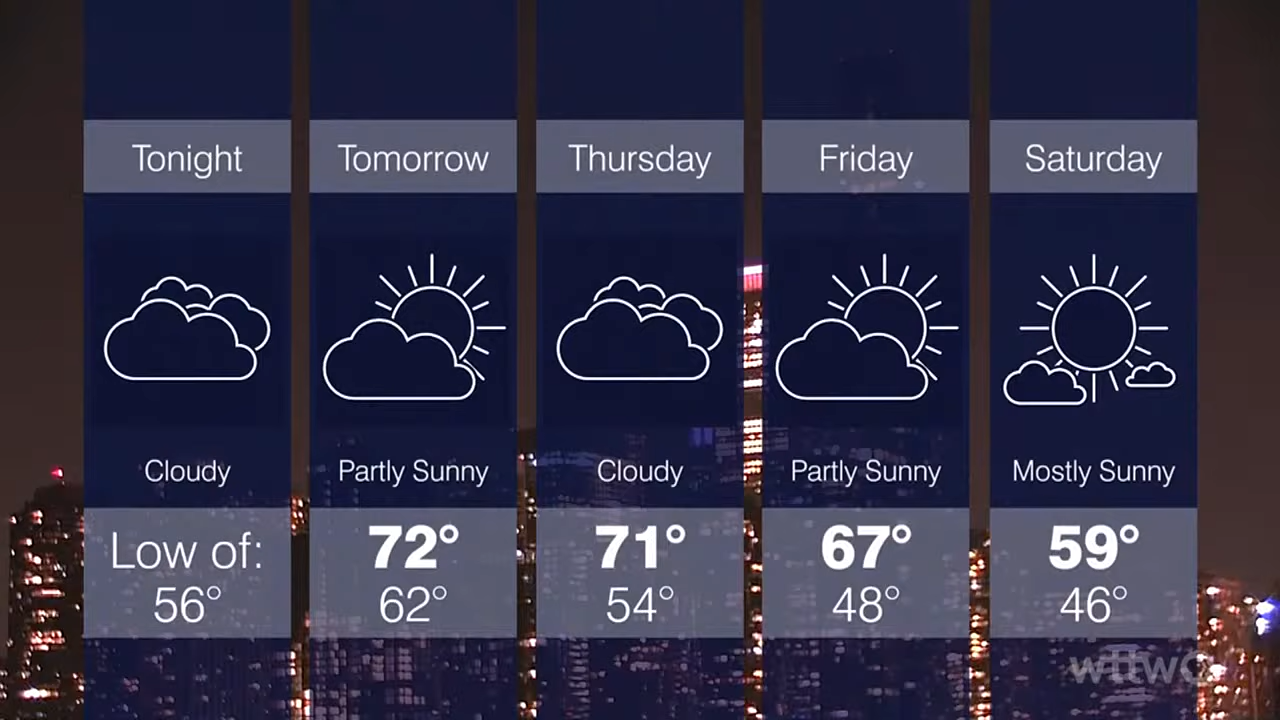 Tonight
Cloudy
Low of:
56°
Tomorrow
Partly Sunny
72°
62°
Thursday
Cloudy
71°
54°
Friday
Partly Sunny
67°
48°
Saturday
Mostly Sunny
59°
46°
wttw